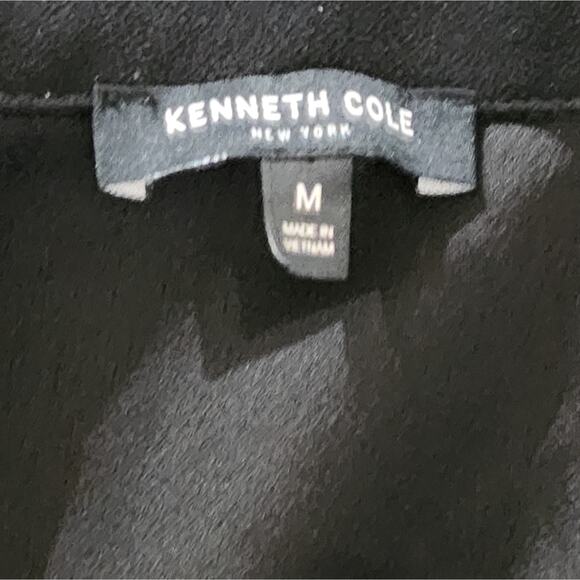 KENNETH COLE
NEW YORK
M
MADE IN
VIETNAM